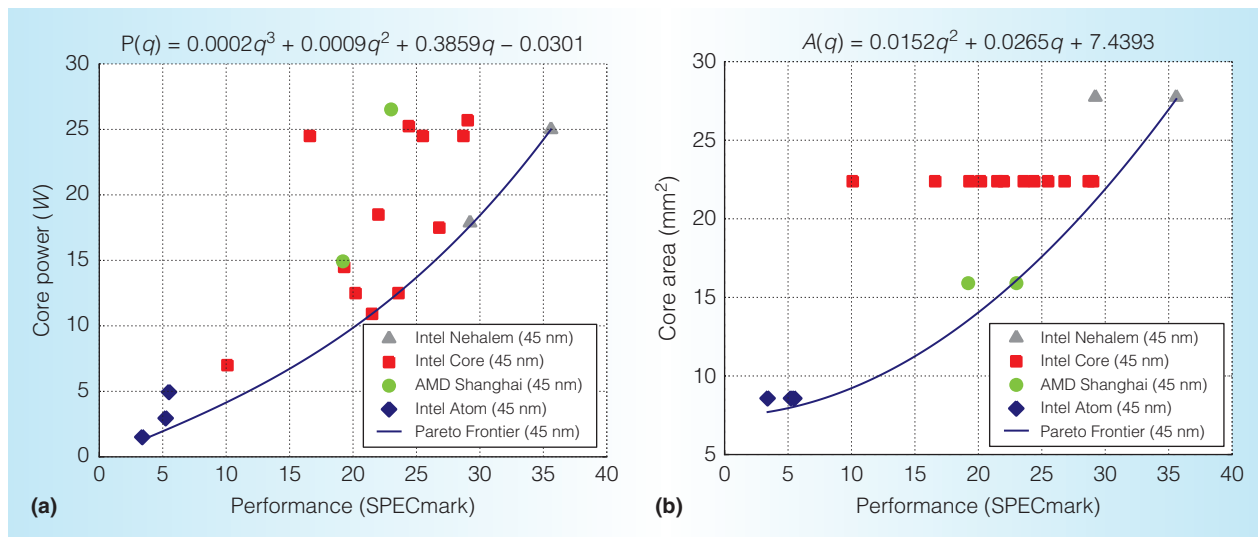 P(q) = 0.0002q³ + 0.0009q² + 0.3859q – 0.0301
30
25
20
15
10
5
0
Core power (W)
Intel Nehalem (45 nm)
Intel Core (45 nm)
AMD Shanghai (45 nm)
Intel Atom (45 nm)
Pareto Frontier (45 nm)
0 5 10 15 20 25 30 35 40
(a)
Performance (SPECmark)
A(q) = 0.0152q² + 0.0265q + 7.4393
30
25
20
15
10
5
Core area (mm²)
Intel Nehalem (45 nm)
Intel Core (45 nm)
AMD Shanghai (45 nm)
Intel Atom (45 nm)
Pareto Frontier (45 nm)
0 5 10 15 20 25 30 35 40
(b)
Performance (SPECmark)